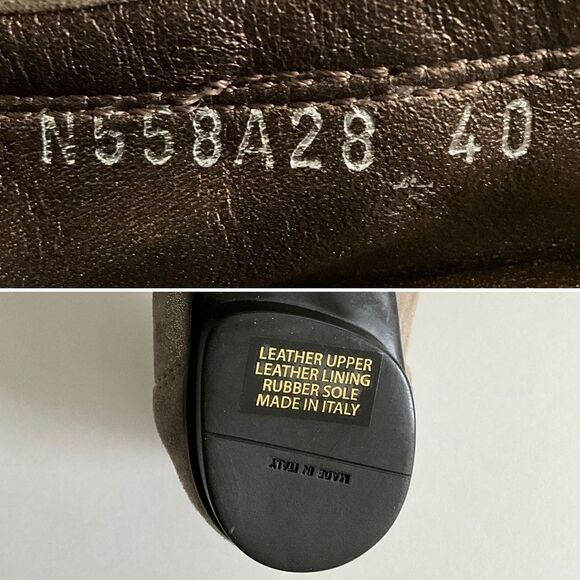 N558A28 40
LEATHER UPPER
LEATHER LINING
RUBBER SOLE
MADE IN ITALY
MADE IN ITALY